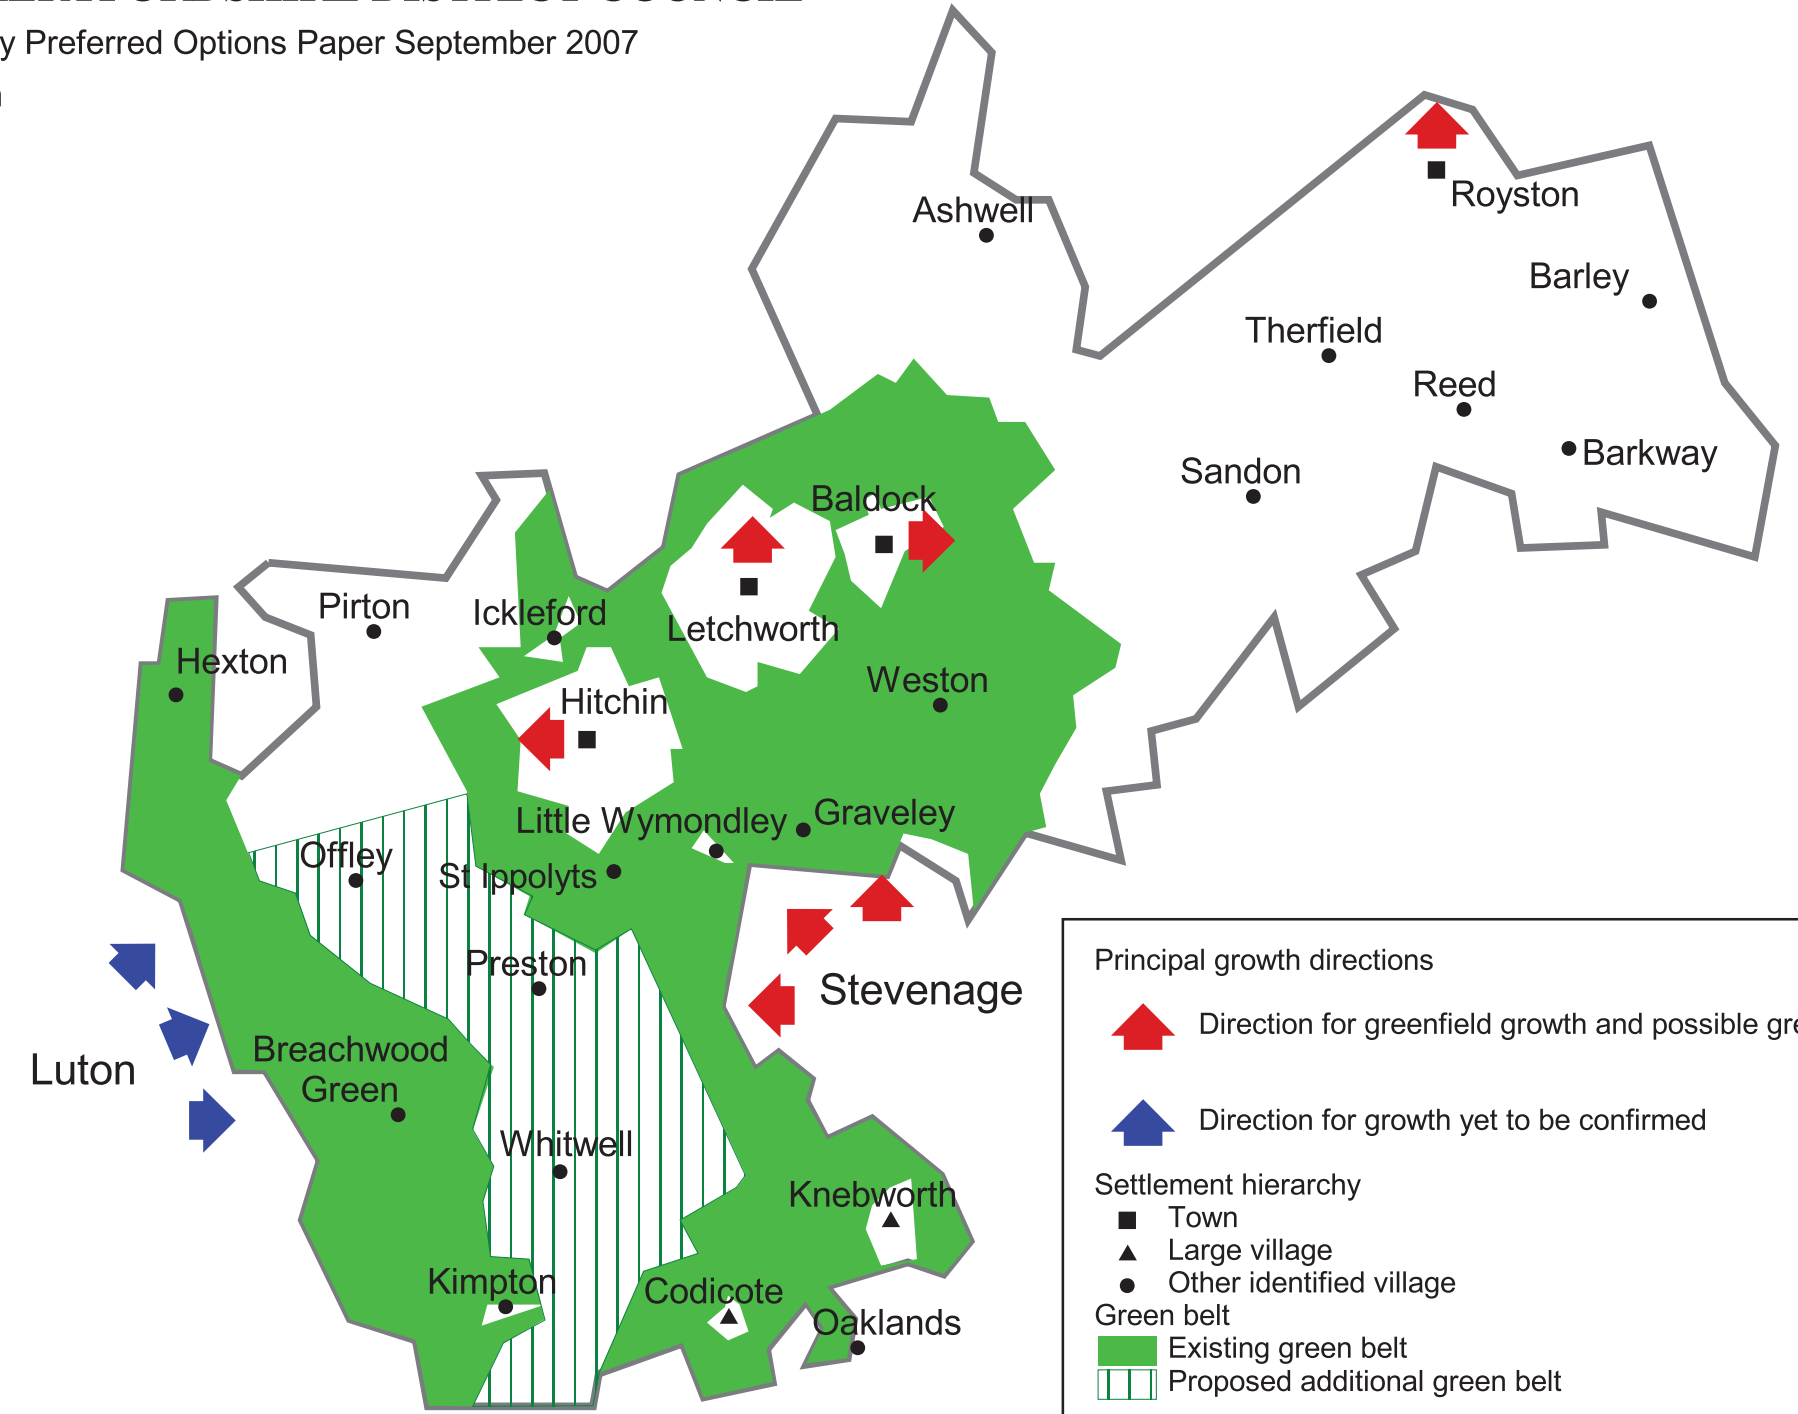 y Preferred Options Paper September 2007
Ashwell
Royston
Barley
Therfield
Reed
Barkway
Sandon
Baldock
Letchworth
Pirton
Ickleford
Hexton
Hitchin
Weston
Little Wymondley
Graveley
Offley
St Ippolyts
Preston
Stevenage
Luton
Breachwood
Green
Whitwell
Knebworth
Kimpton
Codicote
Oaklands
Principal growth directions
Direction for greenfield growth and possible gre
Direction for growth yet to be confirmed
Settlement hierarchy
Town
Large village
Other identified village
Green belt
Existing green belt
Proposed additional green belt